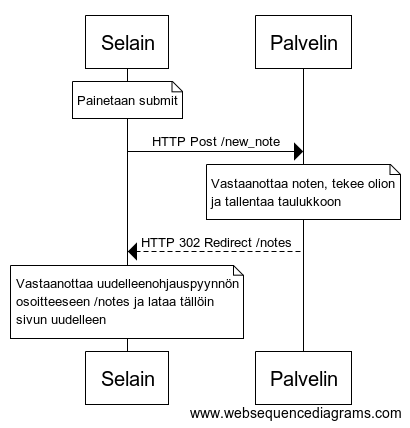 Selain
Palvelin
Painetaan submit
HTTP Post /new_note
Vastaanottaa noten, tekee olion
ja tallentaa taulukkoon
HTTP 302 Redirect /notes
Vastaanottaa uudelleenohjauspyynnön
osoitteeseen /notes ja lataa tällöin
sivun uudelleen
Selain
Palvelin
www.websequencediagrams.com